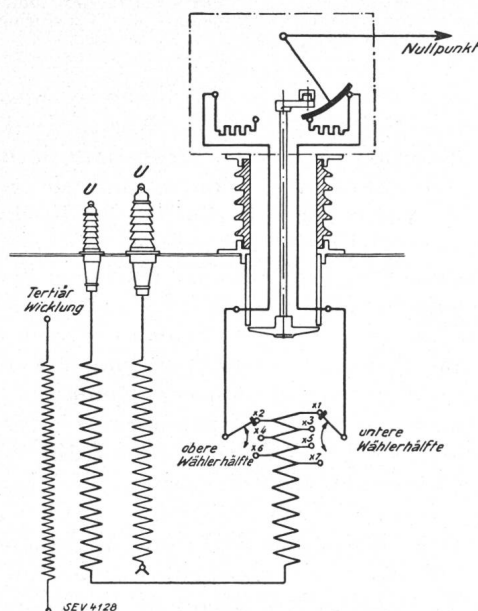 Nullpunkt
U
U
Tertiär
Wicklung
x2
x1
x3
x4
x5
x6
x7
obere
Wählerhälfte
untere
Wählerhälfte
SEV 4128